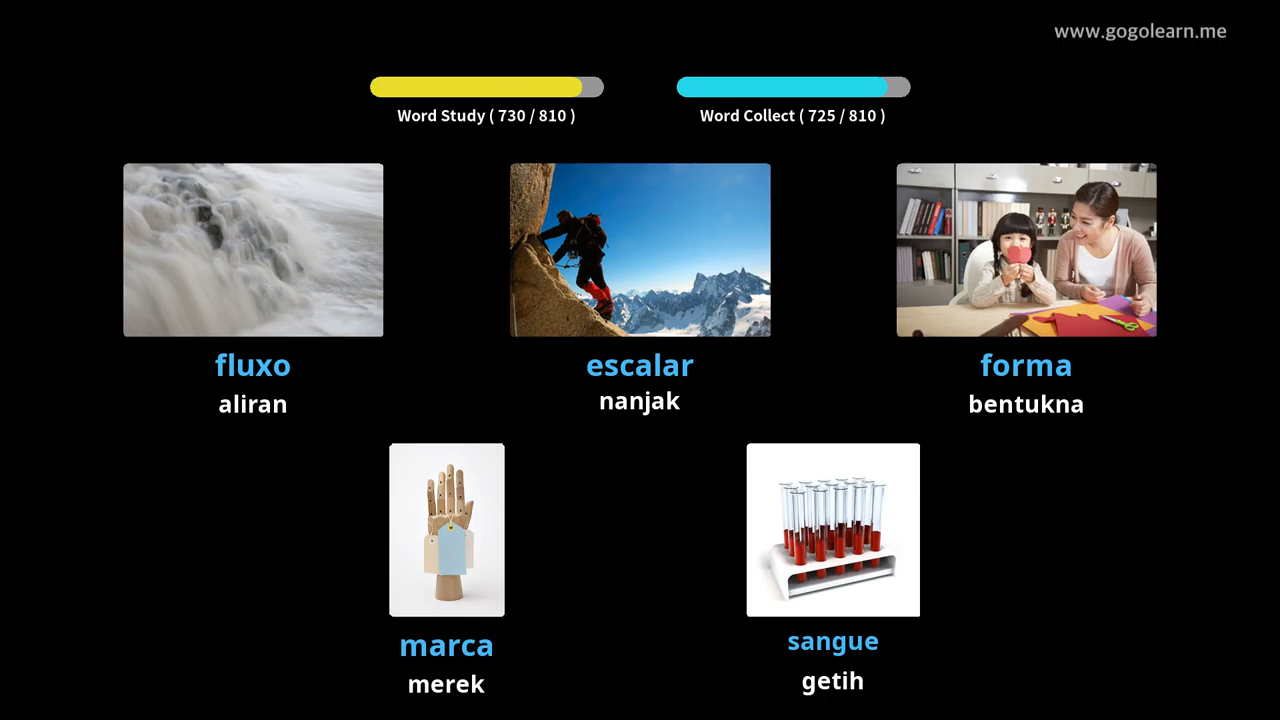 www.gogolearn.me
Word Study ( 730 / 810 )
Word Collect ( 725 / 810 )
fluxo
aliran
escalar
nanjak
forma
bentukna
marca
merek
sangue
getih